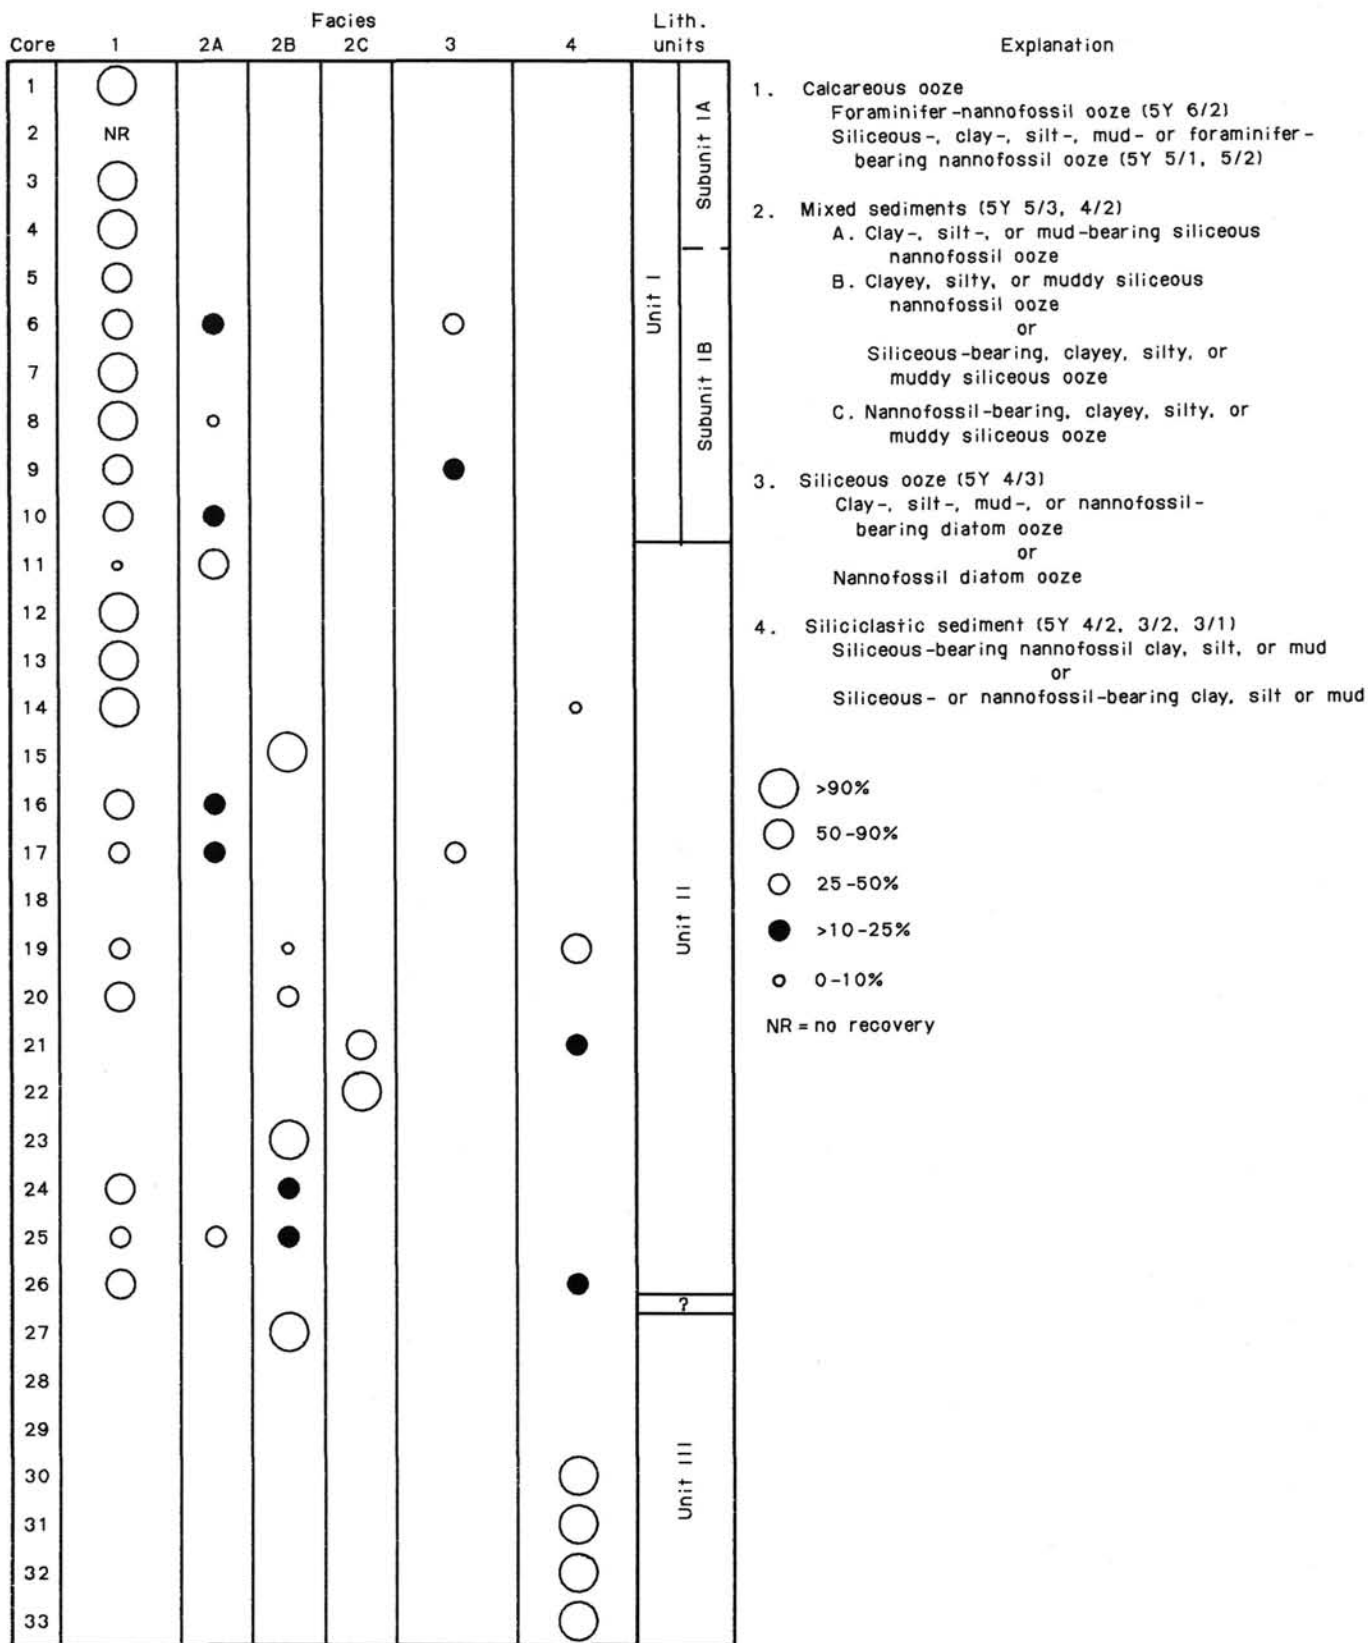 Facies
Lith.
Core 1 2A 2B 2C 3 4 units
Explanation
1
2 NR
3
4
5
6
7
8
9
10
11
12
13
14
15
16
17
18
19
20
21
22
23
24
25
26
27
28
29
30
31
32
33
Unit I
Subunit IA
Subunit IB
Unit II
?
Unit III
1. Calcareous ooze
Foraminifer-nannofossil ooze (5Y 6/2)
Siliceous-, clay-, silt-, mud- or foraminifer-
bearing nannofossil ooze (5Y 5/1, 5/2)
2. Mixed sediments (5Y 5/3, 4/2)
A. Clay-, silt-, or mud-bearing siliceous
nannofossil ooze
B. Clayey, silty, or muddy siliceous
nannofossil ooze
or
Siliceous-bearing, clayey, silty, or
muddy siliceous ooze
C. Nannofossil-bearing, clayey, silty, or
muddy siliceous ooze
3. Siliceous ooze (5Y 4/3)
Clay-, silt-, mud-, or nannofossil-
bearing diatom ooze
or
Nannofossil diatom ooze
4. Siliciclastic sediment (5Y 4/2, 3/2, 3/1)
Siliceous-bearing nannofossil clay, silt, or mud
or
Siliceous- or nannofossil-bearing clay, silt or mud
>90%
50-90%
25-50%
>10-25%
0-10%
NR = no recovery